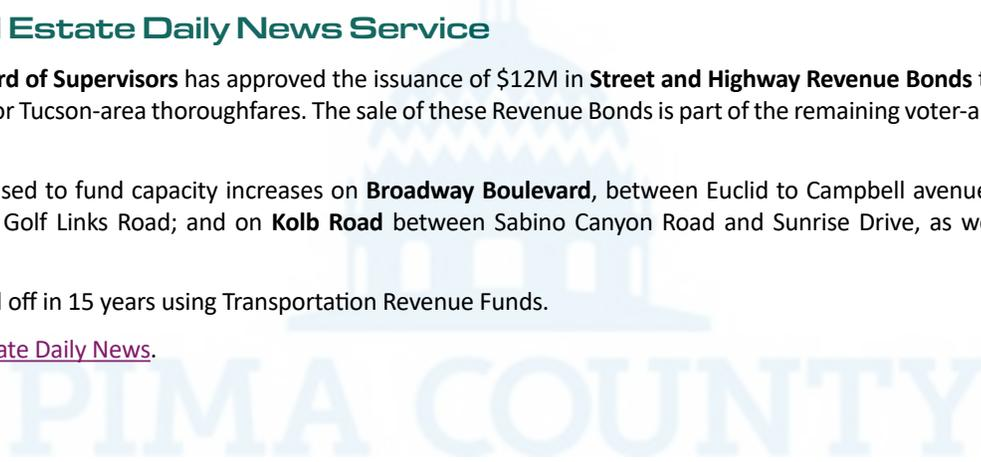 Estate Daily News Service
rd of Supervisors has approved the issuance of $12M in Street and Highway Revenue Bonds
or Tucson-area thoroughfares. The sale of these Revenue Bonds is part of the remaining voter-a
sed to fund capacity increases on Broadway Boulevard, between Euclid to Campbell avenue
Golf Links Road; and on Kolb Road between Sabino Canyon Road and Sunrise Drive, as we
off in 15 years using Transportation Revenue Funds.
ate Daily News.
PIMA COUNTY